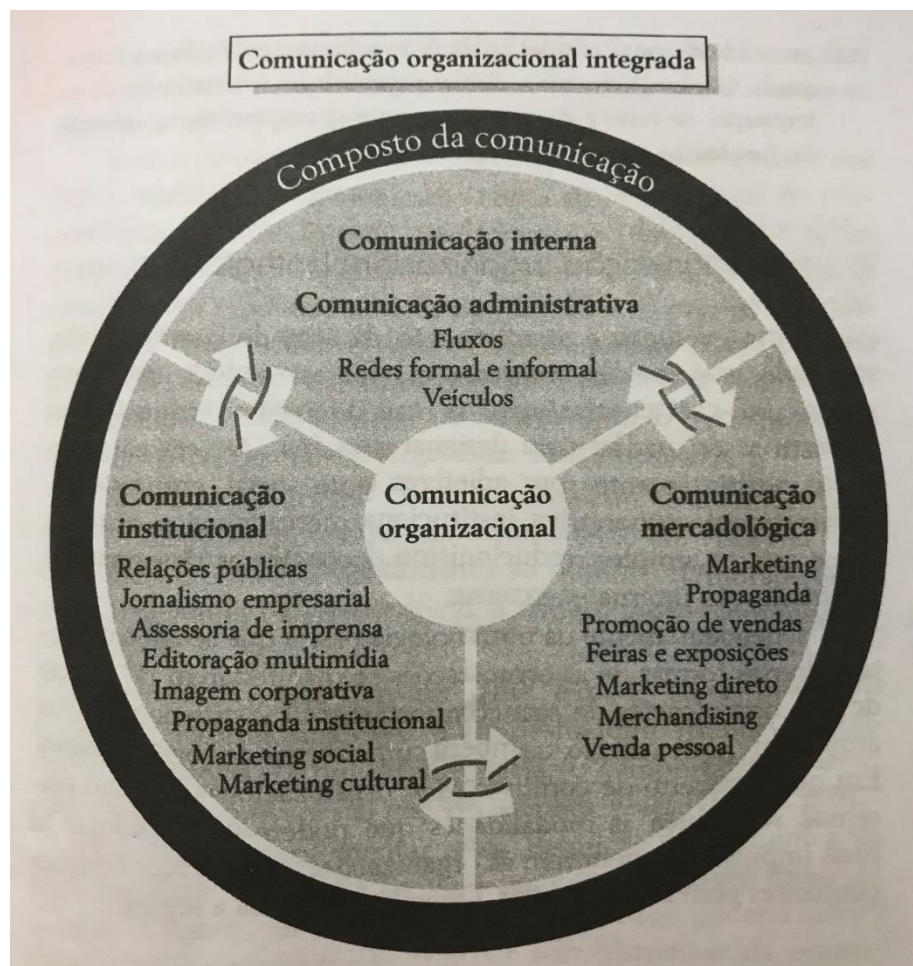 Comunicação organizacional integrada
Composto da comunicação
Comunicação interna
Comunicação administrativa
Fluxos
Redes formal e informal
Veículos
Comunicação
organizacional
Comunicação
institucional
Relações públicas
Jornalismo empresarial
Assessoria de imprensa
Editoração multimídia
Imagem corporativa
Propaganda institucional
Marketing social
Marketing cultural
Comunicação
mercadológica
Marketing
Propaganda
Promoção de vendas
Feiras e exposições
Marketing direto
Merchandising
Venda pessoal